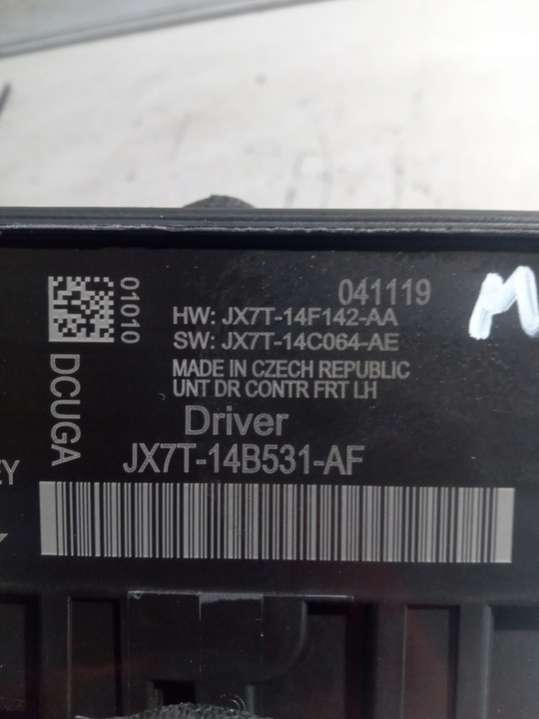 041119
01010
HW: JX7T-14F142-AA
SW: JX7T-14C064-AE
MADE IN CZECH REPUBLIC
UNT DR CONTR FRT LH
DCUGA
Driver
JX7T-14B531-AF
EY
M